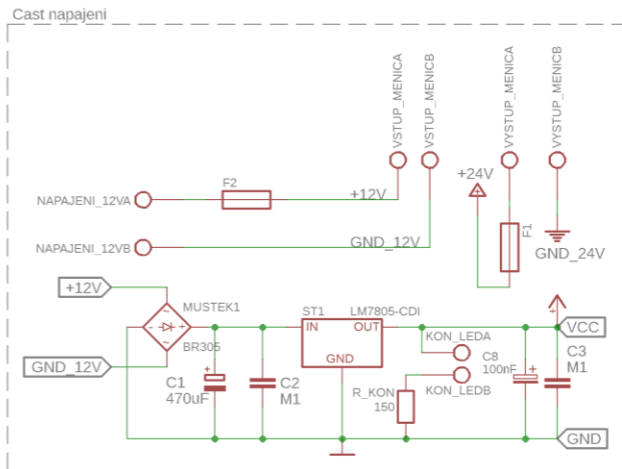 Cast napajeni
VSTUP_MENICA
VSTUP_MENICB
VYSTUP_MENICA
VYSTUP_MENICB
NAPAJENI_12VA
F2
+12V
+24V
F1
NAPAJENI_12VB
GND_12V
GND_24V
+12V
MUSTEK1
~
~
-
+
BR305
GND_12V
ST1
LM7805-CDI
IN
OUT
GND
VCC
KON_LEDA
KON_LEDB
+
C1
470uF
C2
M1
R_KON
150
C8
100nF
+
C3
M1
+
GND